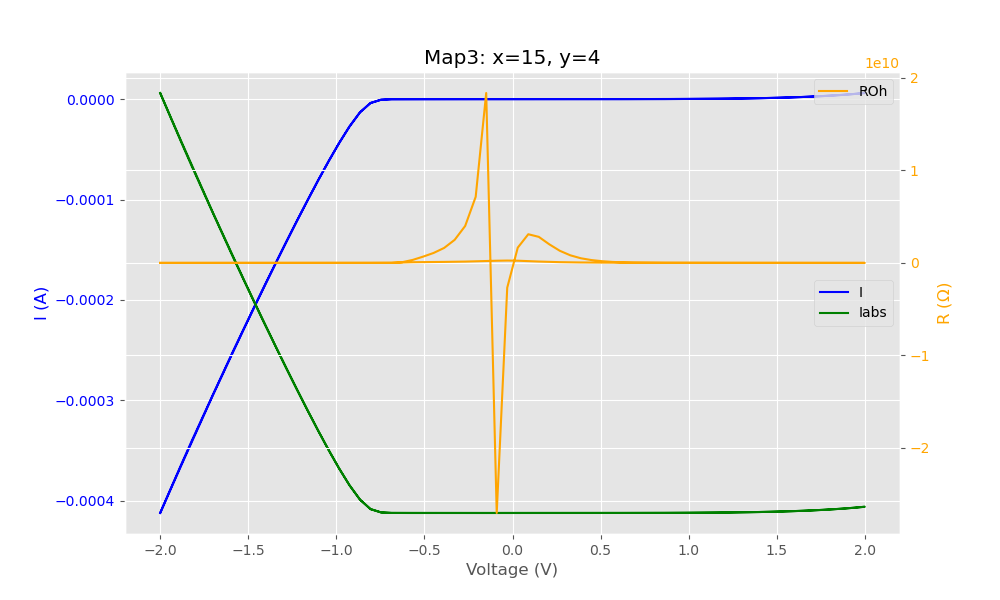 Map3: x=15, y=4
1e10
0.0000
−0.0001
−0.0002
−0.0003
−0.0004
I (A)
ROh
I
Iabs
2
1
0
−1
−2
R (Ω)
−2.0
−1.5
−1.0
−0.5
0.0
0.5
1.0
1.5
2.0
Voltage (V)